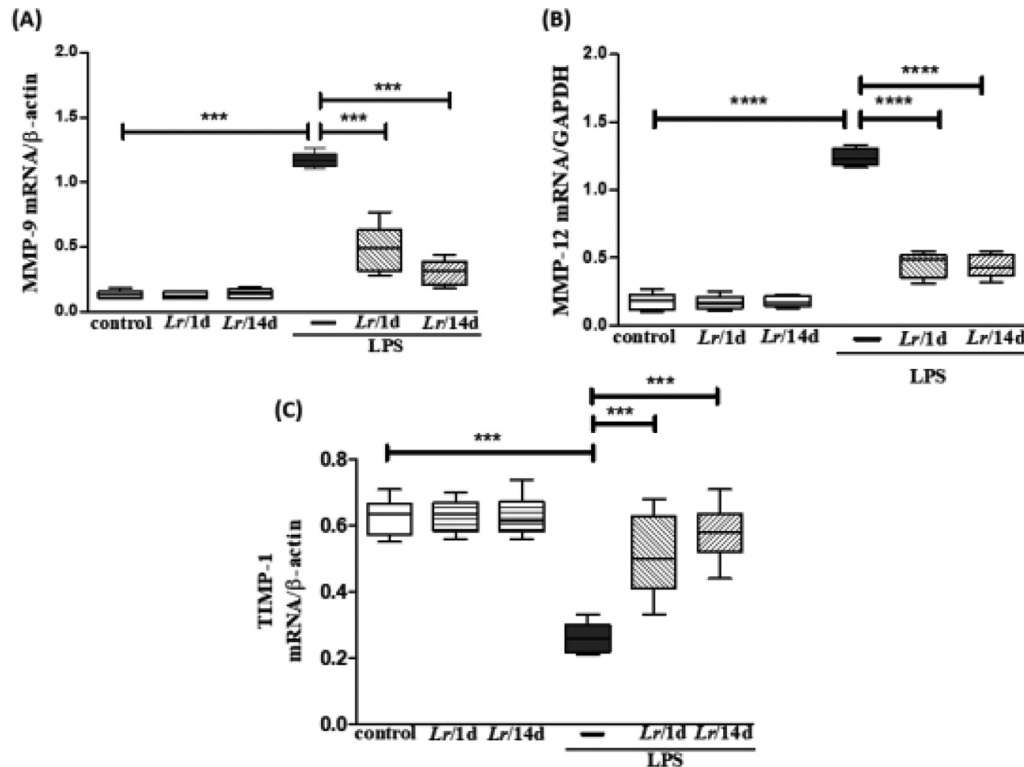 (A)
MMP-9 mRNA/β-actin
2.0
1.5
1.0
0.5
0.0
***
***
***
control Lr/1d Lr/14d – Lr/1d Lr/14d
LPS
(B)
MMP-12 mRNA/GAPDH
2.0
1.5
1.0
0.5
0.0
****
****
****
control Lr/1d Lr/14d – Lr/1d Lr/14d
LPS
(C)
TIMP-1
mRNA/β-actin
0.8
0.6
0.4
0.2
0.0
***
***
***
control Lr/1d Lr/14d – Lr/1d Lr/14d
LPS